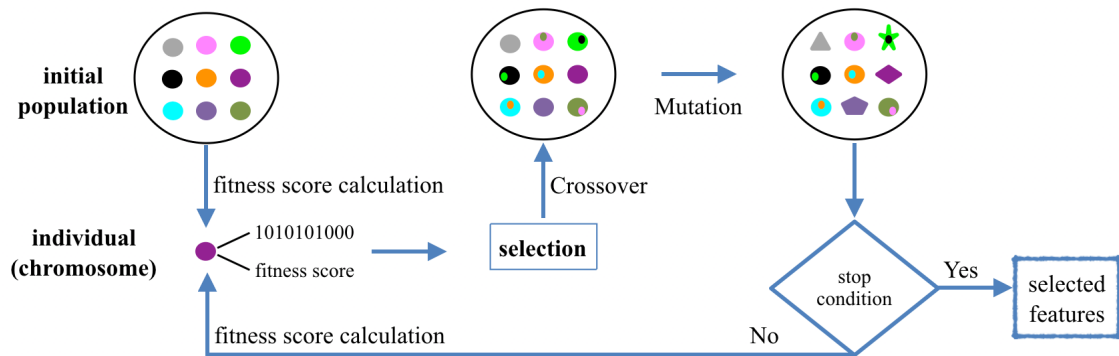 initial
population
fitness score calculation
individual
(chromosome)
1010101000
fitness score
selection
Crossover
Mutation
stop
condition
Yes
selected
features
No
fitness score calculation